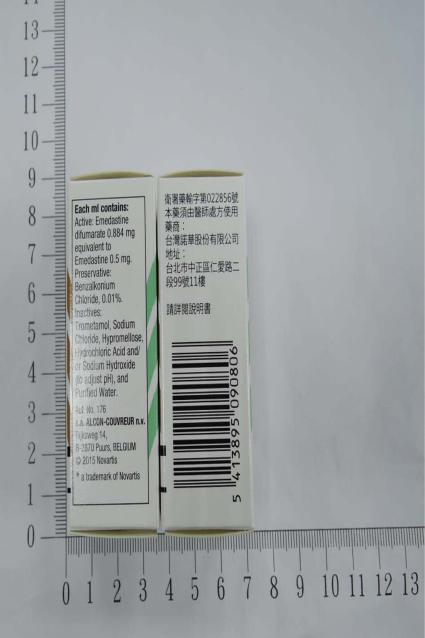 Each ml contains:
Active: Emedastine
difumarate 0.884 mg
equivalent to
Emedastine 0.5 mg.
Preservative:
Benzalkonium
Chloride, 0.01%.
Inactives:
Trometamol, Sodium
Chloride, Hypromellose,
Hydrochloric Acid and/
or Sodium Hydroxide
(to adjust pH), and
Purified Water.
Aut. No. 176
s.a. ALCON-COUVREUR n.v.
Rijksweg 14,
B-2870 Puurs, BELGIUM
© 2015 Novartis
* a trademark of Novartis
衛署藥輸字第022856號
本藥須由醫師處方使用
藥商：
台灣諾華股份有限公司
地址：
台北市中正區仁愛路二
段99號11樓
請詳閱說明書
5 413895 090806
13
12
11
10
9
8
7
6
5
4
3
2
1
0
0 1 2 3 4 5 6 7 8 9 10 11 12 13